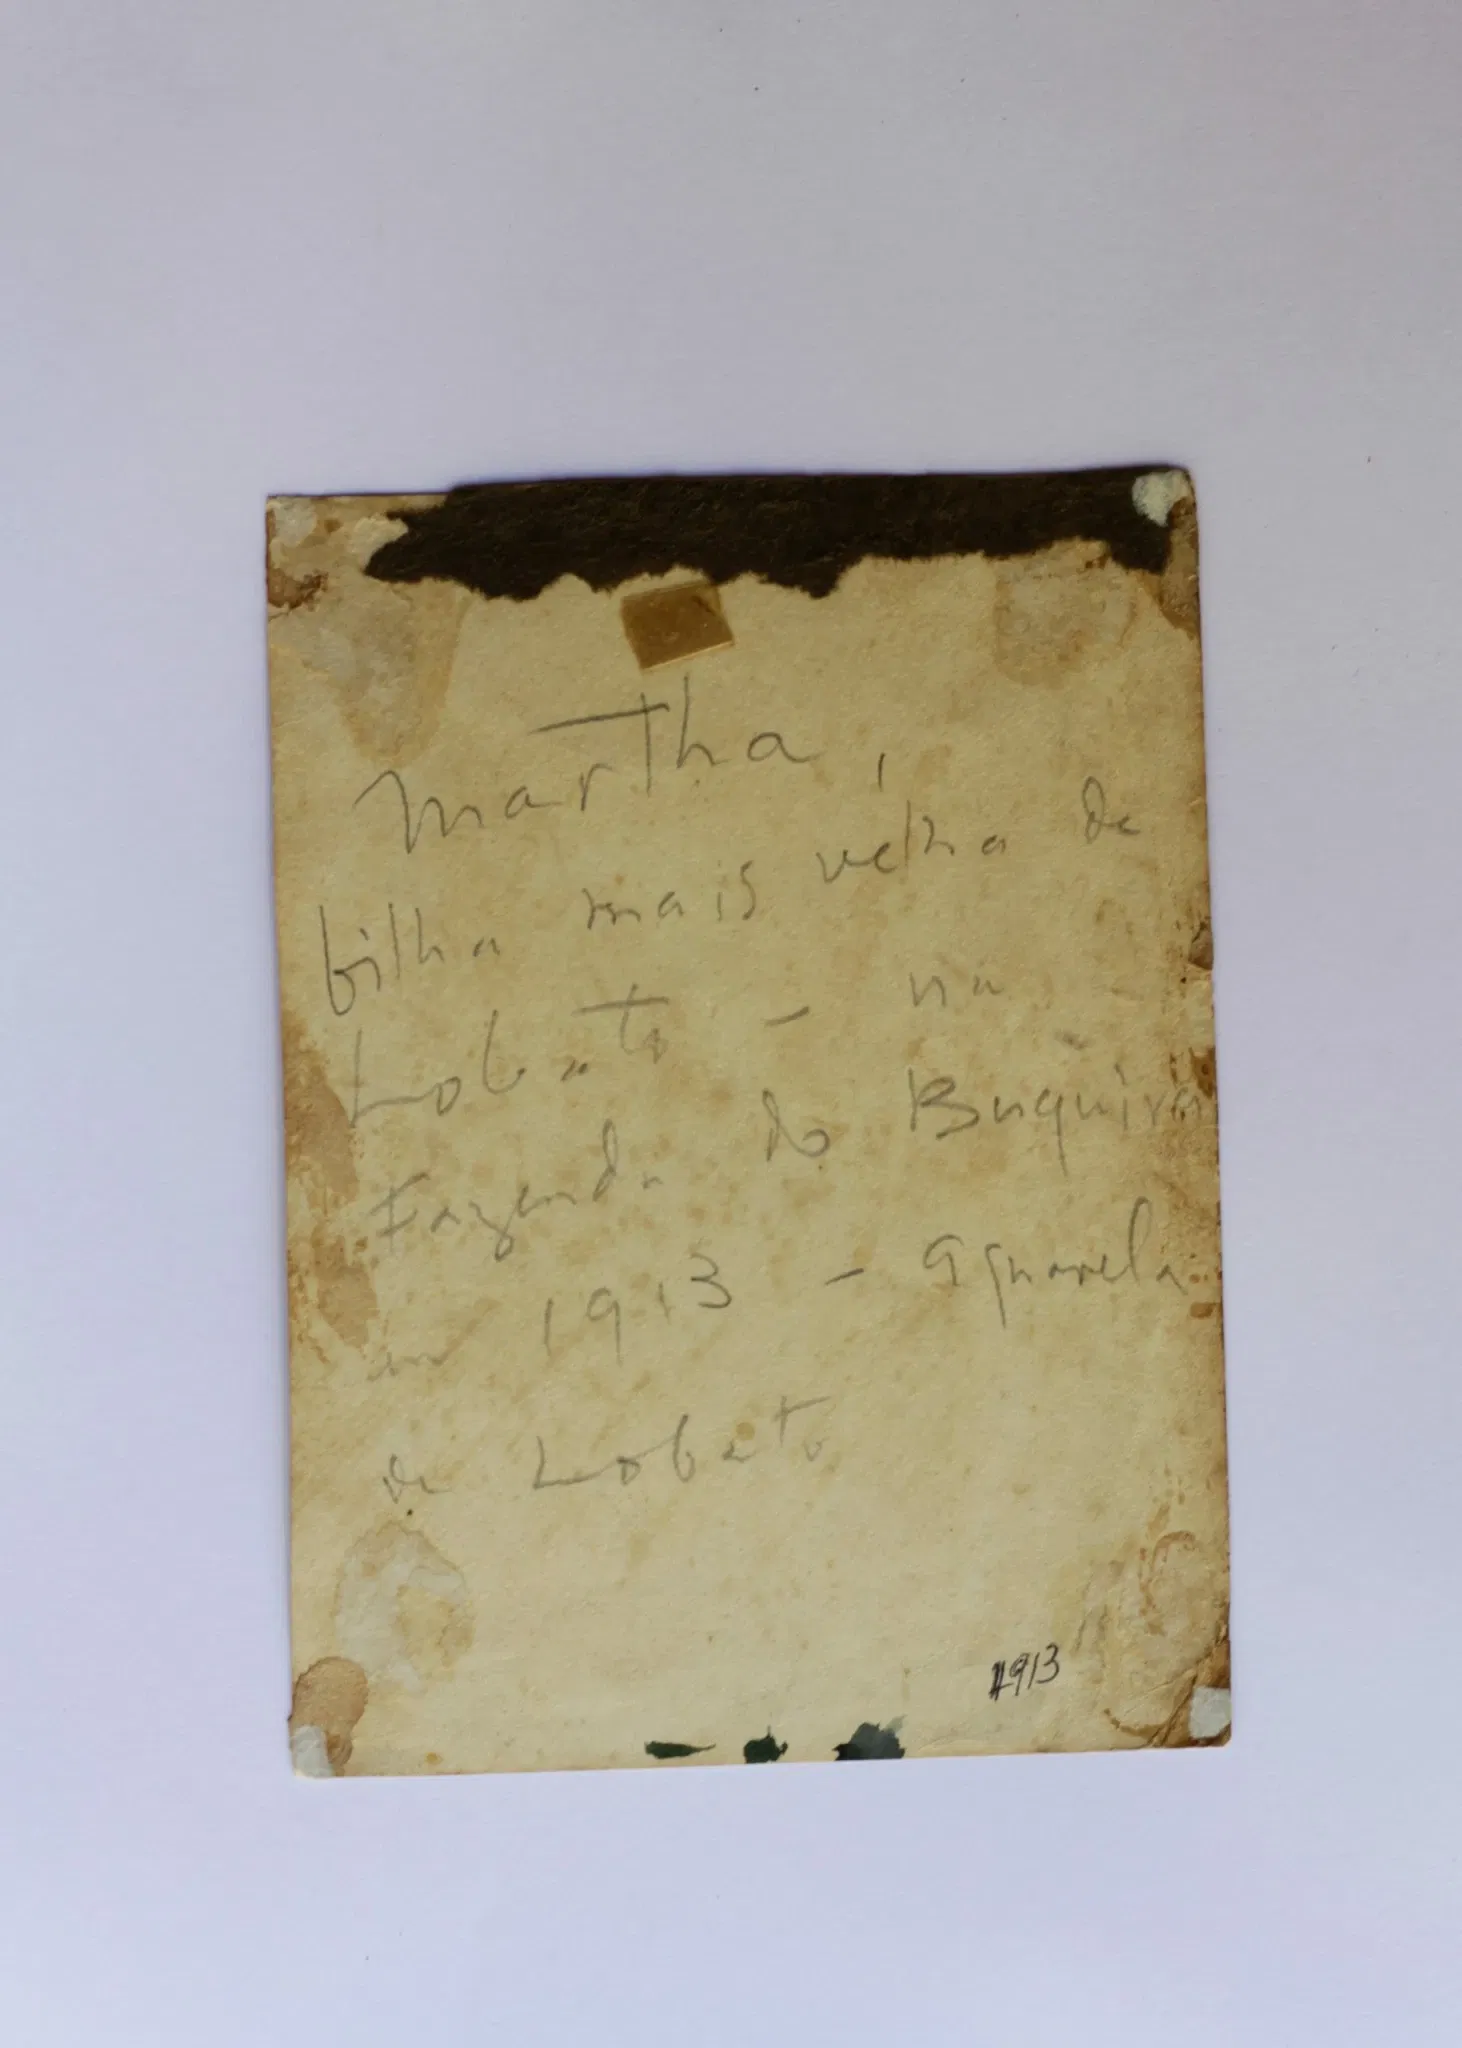 Martha,
filha mais velha de
Lobato - na
Fazenda do Buquira
em 1913 - aquarela
de Lobato
1913